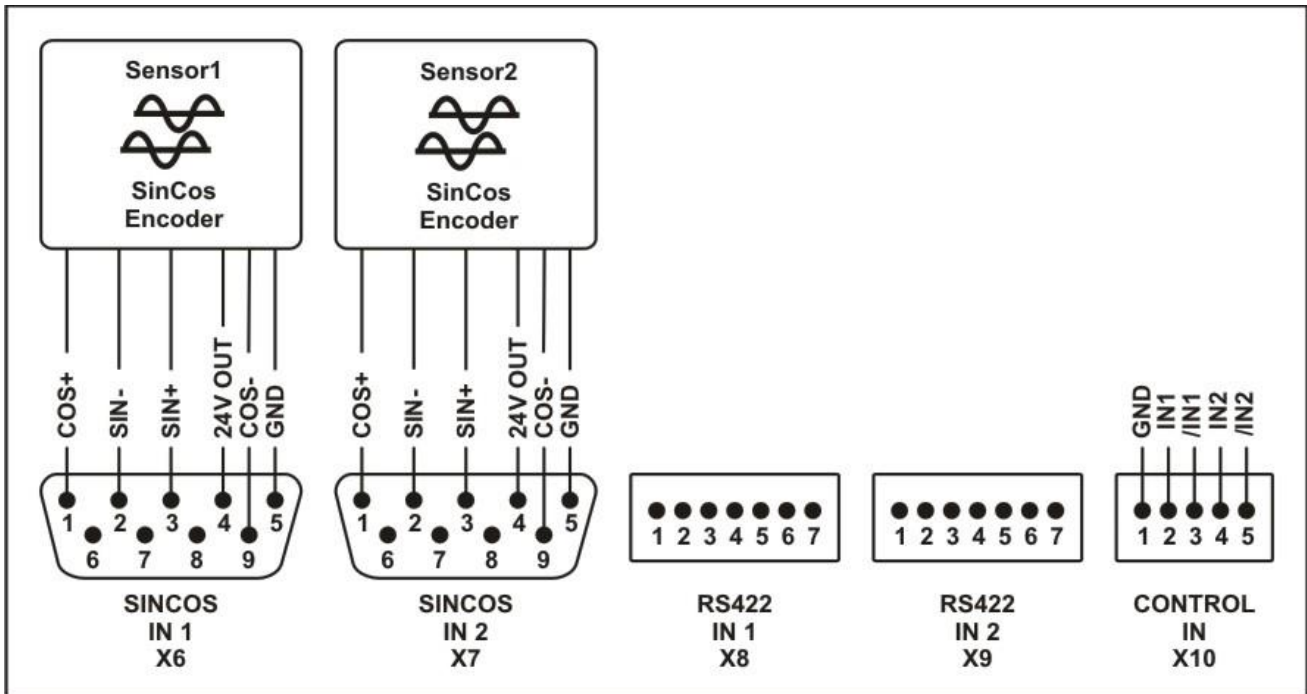 Sensor1
SinCos
Encoder
Sensor2
SinCos
Encoder
COS+
SIN-
SIN+
24V OUT
COS-
GND
COS+
SIN-
SIN+
24V OUT
COS-
GND
GND
IN1
/IN1
IN2
/IN2
1 2 3 4 5
6 7 8 9
1 2 3 4 5
6 7 8 9
1 2 3 4 5 6 7
1 2 3 4 5 6 7
1 2 3 4 5
SINCOS
IN 1
X6
SINCOS
IN 2
X7
RS422
IN 1
X8
RS422
IN 2
X9
CONTROL
IN
X10